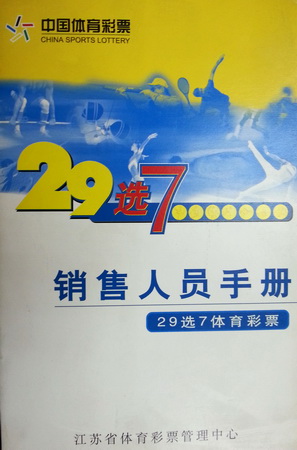 中国体育彩票
CHINA SPORTS LOTTERY
29选7
销售人员手册
29选7体育彩票
江苏省体育彩票管理中心